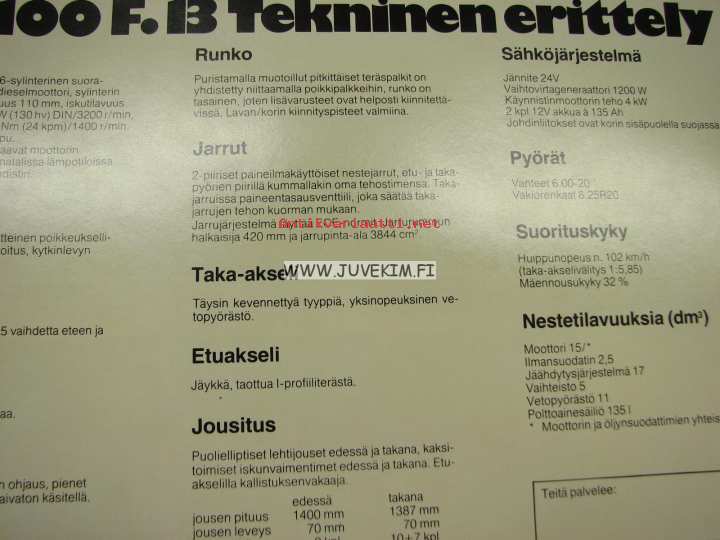 100 F. 13 Tekninen erittely
6-sylinterinen suora-
dieselmoottori, sylinterin
uus 110 mm, iskutilavuus
W (130 hv) DIN/3200 r/min,
Nm (24 kpm)/1400 r/min.
pu.
aavat moottorin.
matalissa lämpötiloissa
distin.
tteinen poikkeukselli-
oitus, kytkinlevyn
5 vaihdetta eteen ja
aa.
n ohjaus, pienet
aivaton käsitellä.
Runko
Puristamalla muotoillut pitkittäiset teräspalkit on
yhdistetty niittaamalla poikkipalkkeihin, runko on
tasainen, joten lisävarusteet ovat helposti kiinnitettä-
vissä. Lavan/korin kiinnityspisteet valmiina.
Jarrut
2-piiriset paineilmakäyttöiset nestejarrut, etu- ja taka-
pyörien piirillä kummallakin oma tehostimensa. Taka-
jarruissa paineentasausventtiili, joka säätää taka-
jarrujen tehon kuorman mukaan.
Jarrujärjestelmä täyttää ECE-normit. Jarrurummun
halkaisija 420 mm ja jarrupinta-ala 3844 cm².
Taka-akseli
WWW.JUVEKIM.FI
Täysin kevennettyä tyyppiä, yksinopeuksinen ve-
topyörästö.
Etuakseli
Jäykkä, taottua I-profiiliterästä.
Jousitus
Puolielliptiset lehtijouset edessä ja takana, kaksi-
toimiset iskunvaimentimet edessä ja takana. Etu-
akselilla kallistuksenvakaaja.
edessä takana
jousen pituus 1400 mm 1387 mm
jousen leveys 70 mm 70 mm
10+7 kpl
Sähköjärjestelmä
Jännite 24V
Vaihtovirtageneraattori 1200 W
Käynnistinmoottorin teho 4 kW
2 kpl 12V akkua à 135 Ah
Johdinliitokset ovat korin sisäpuolella suojassa
Pyörät
Vanteet 6.00-20
Vakiorenkaat 8.25R20
Suorituskyky
Huippunopeus n. 102 km/h
(taka-akselivälitys 1:5,85)
Mäennousukyky 32 %
Nestetilavuuksia (dm³)
Moottori 15/*
Ilmansuodatin 2,5
Jäähdytysjärjestelmä 17
Vaihteisto 5
Vetopyörästö 11
Polttoainesäiliö 135 l
* Moottorin ja öljynsuodattimien yhteis
Teitä palvelee: